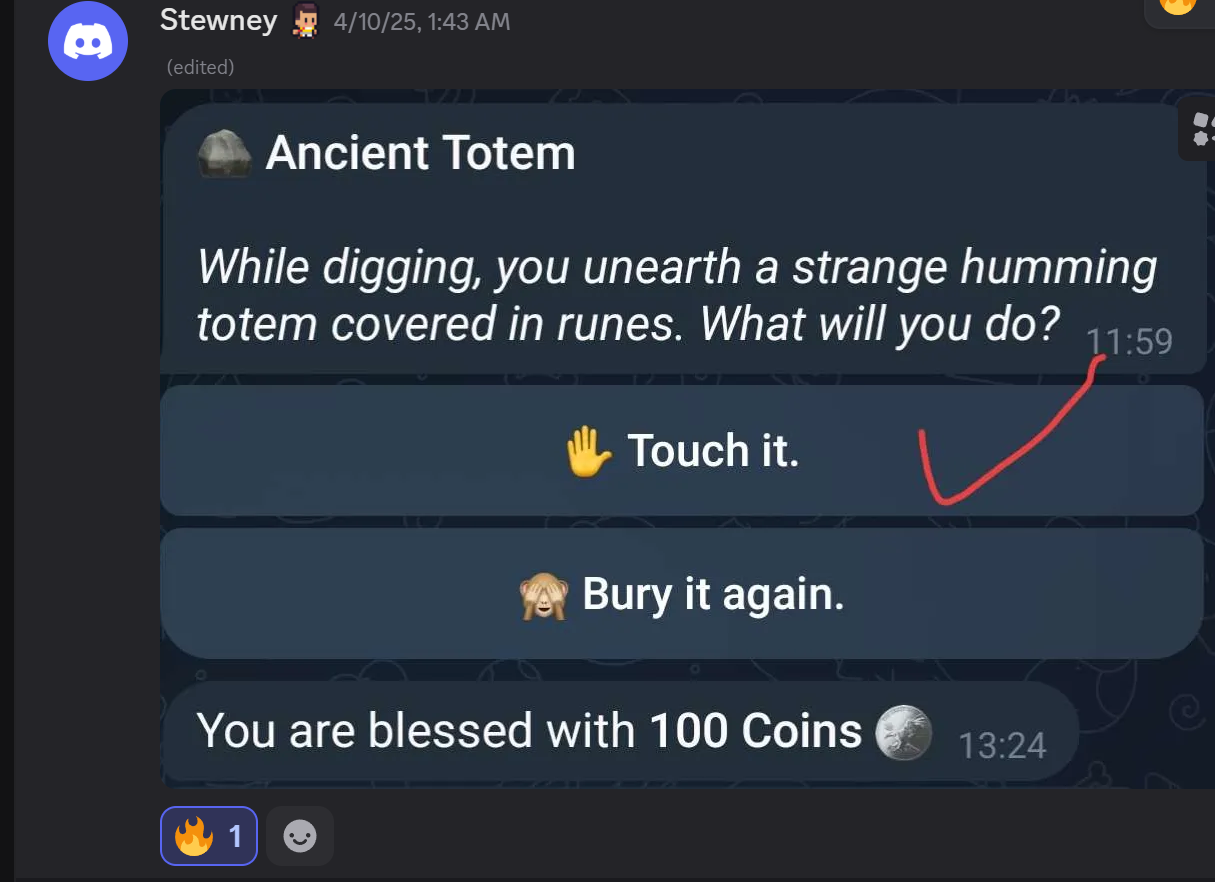 Stewney 4/10/25, 1:43 AM
(edited)
Ancient Totem
While digging, you unearth a strange humming
totem covered in runes. What will you do?
11:59
Touch it.
Bury it again.
You are blessed with 100 Coins 13:24
1